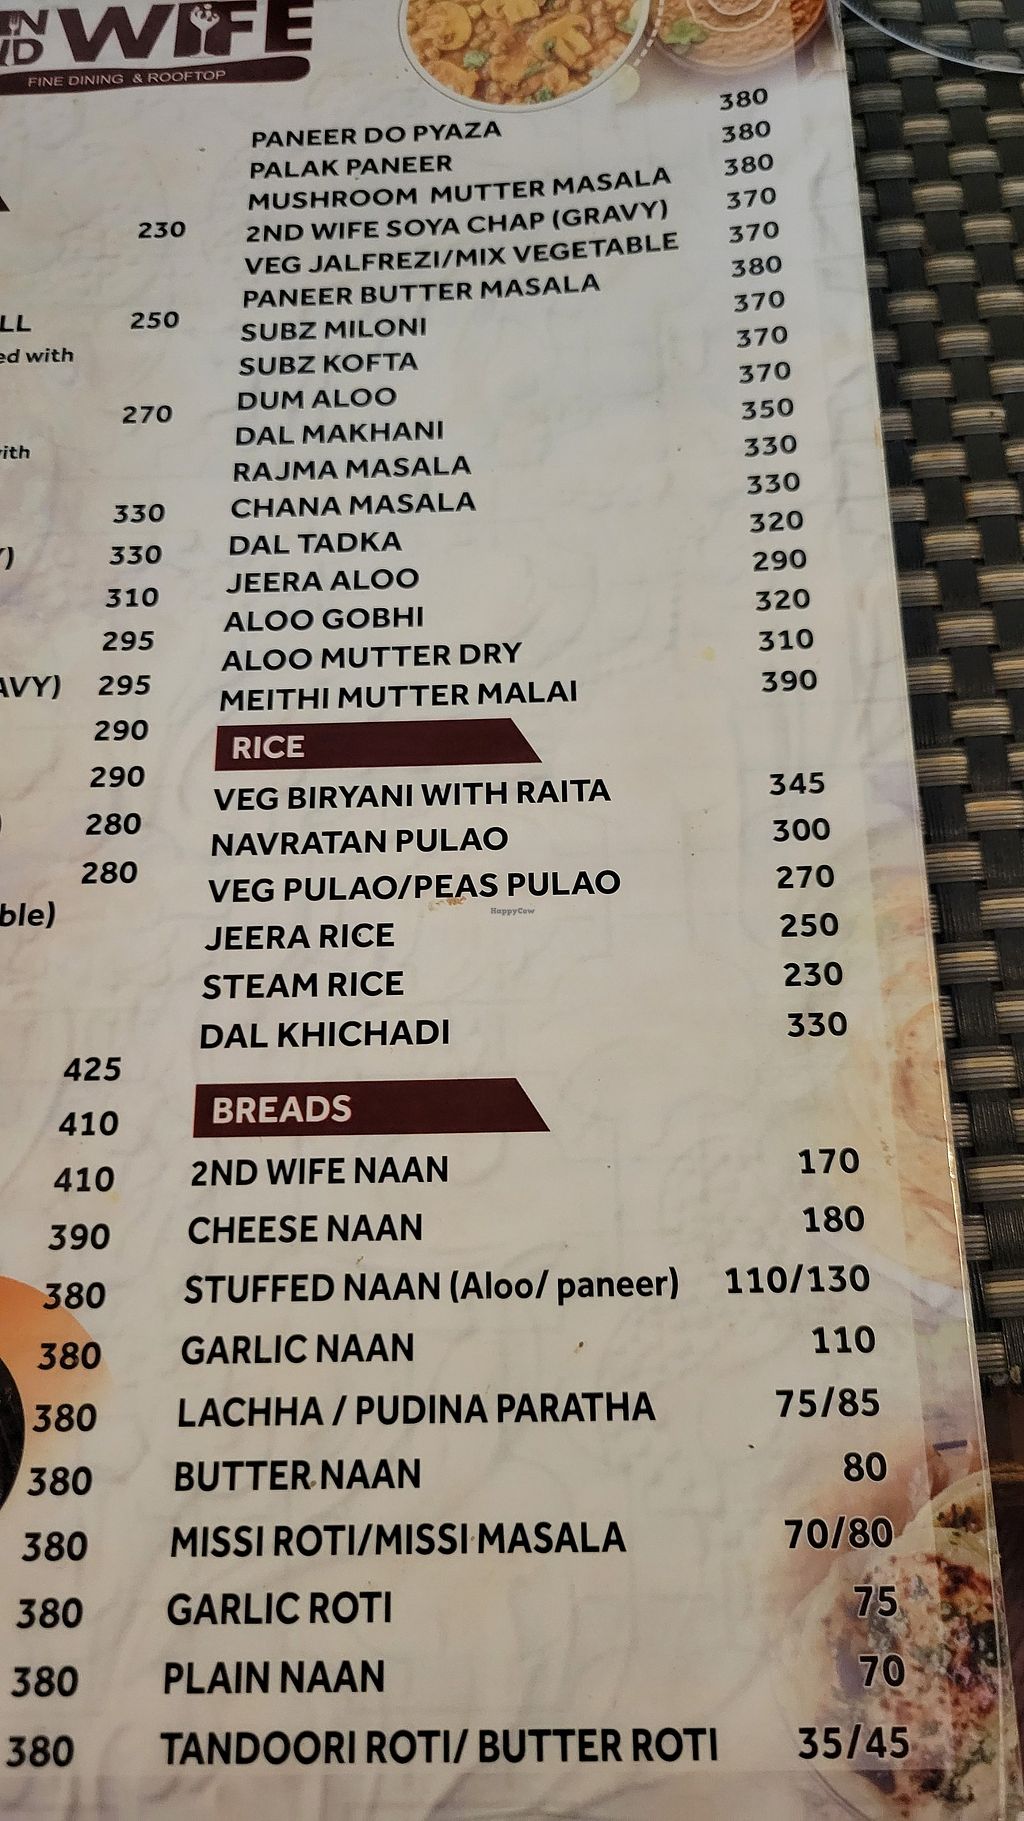 WIFE
FINE DINING & ROOFTOP
230
LL 250
ed with
270
with
330
Y) 330
310
295
AVY) 295
290
290
) 280
280
ble)
425
410
410
390
380
380
380
380
380
380
380
380
PANEER DO PYAZA 380
PALAK PANEER 380
MUSHROOM MUTTER MASALA 380
2ND WIFE SOYA CHAP (GRAVY) 370
VEG JALFREZI/MIX VEGETABLE 370
PANEER BUTTER MASALA 380
SUBZ MILONI 370
SUBZ KOFTA 370
DUM ALOO 370
DAL MAKHANI 350
RAJMA MASALA 330
CHANA MASALA 330
DAL TADKA 320
JEERA ALOO 290
ALOO GOBHI 320
ALOO MUTTER DRY 310
MEITHI MUTTER MALAI 390
RICE
VEG BIRYANI WITH RAITA 345
NAVRATAN PULAO 300
VEG PULAO/PEAS PULAO 270
HappyCow
JEERA RICE 250
STEAM RICE 230
DAL KHICHADI 330
BREADS
2ND WIFE NAAN 170
CHEESE NAAN 180
STUFFED NAAN (Aloo/ paneer) 110/130
GARLIC NAAN 110
LACHHA / PUDINA PARATHA 75/85
BUTTER NAAN 80
MISSI ROTI/MISSI MASALA 70/80
GARLIC ROTI 75
PLAIN NAAN 70
TANDOORI ROTI/ BUTTER ROTI 35/45